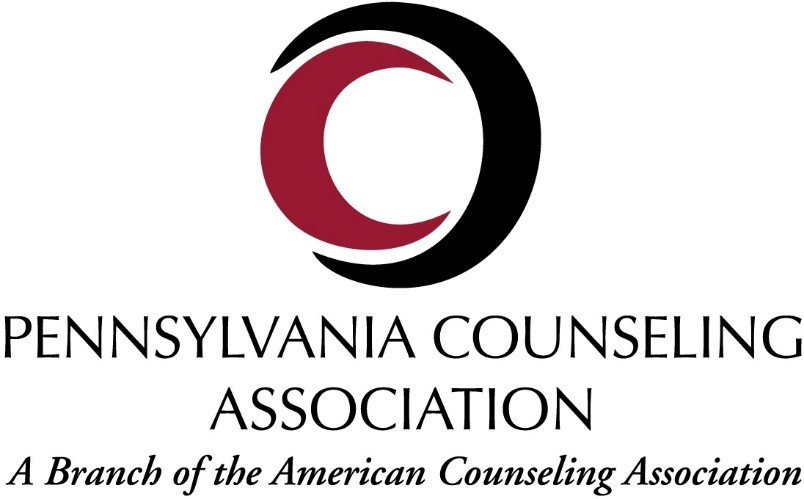 PENNSYLVANIA COUNSELING
ASSOCIATION
A Branch of the American Counseling Association